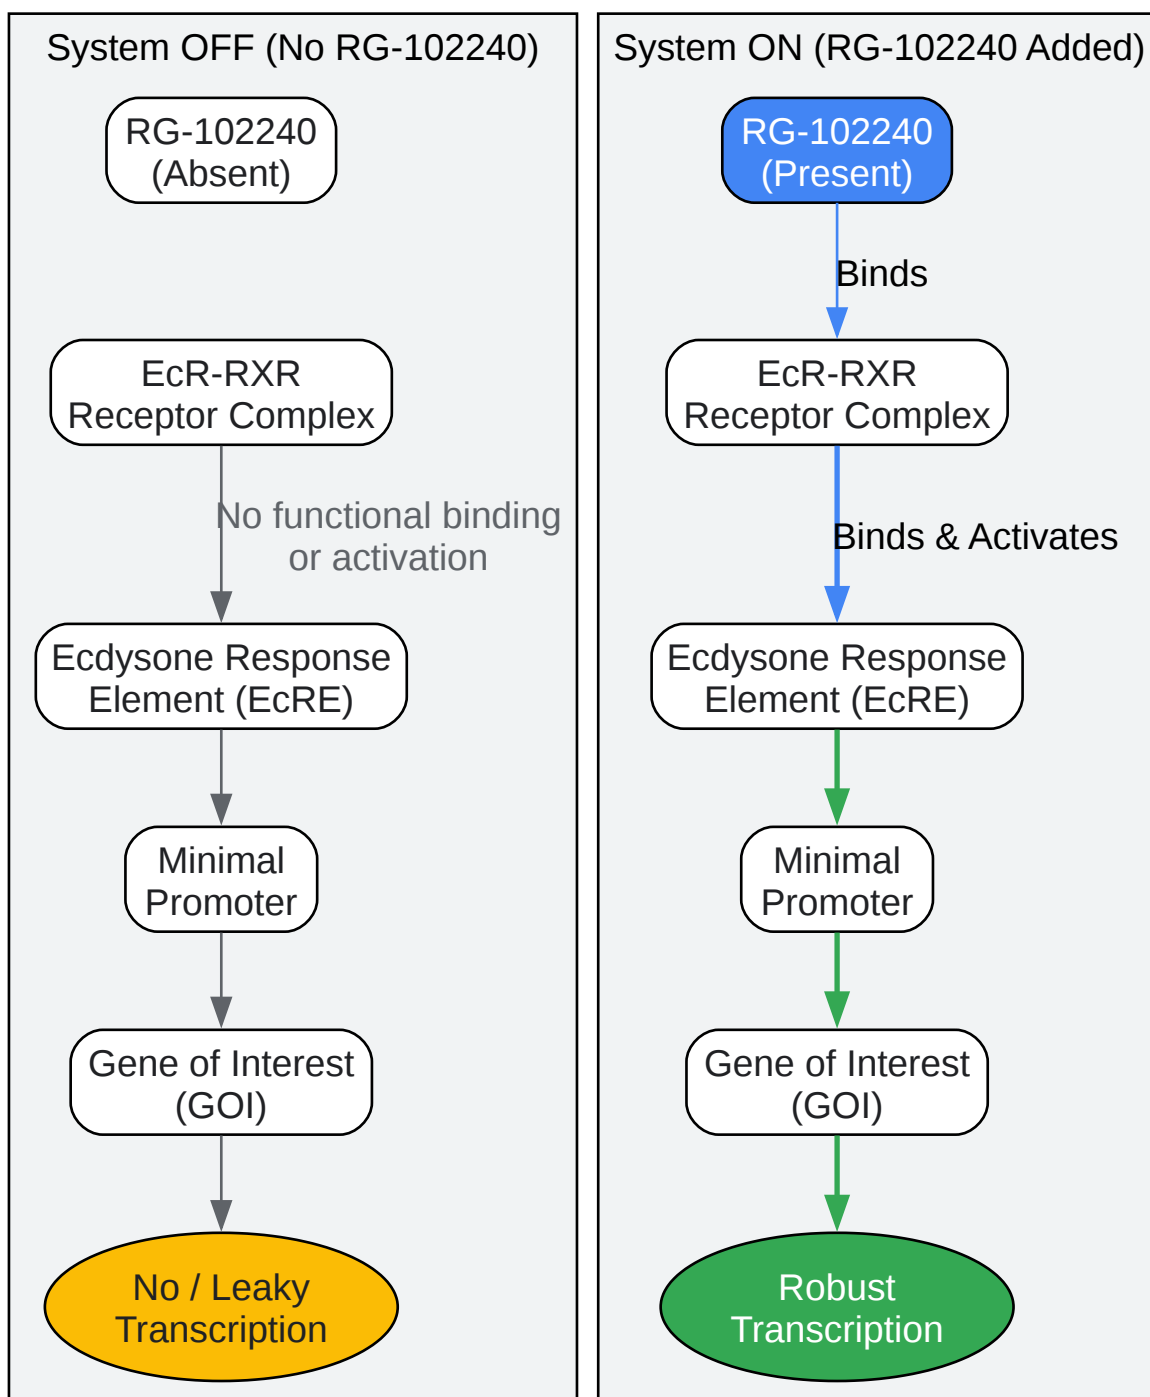 System OFF (No RG-102240)
RG-102240
(Absent)
EcR-RXR
Receptor Complex
No functional binding
or activation
Ecdysone Response
Element (EcRE)
Minimal
Promoter
Gene of Interest
(GOI)
No / Leaky
Transcription
System ON (RG-102240 Added)
RG-102240
(Present)
Binds
EcR-RXR
Receptor Complex
Binds & Activates
Ecdysone Response
Element (EcRE)
Minimal
Promoter
Gene of Interest
(GOI)
Robust
Transcription